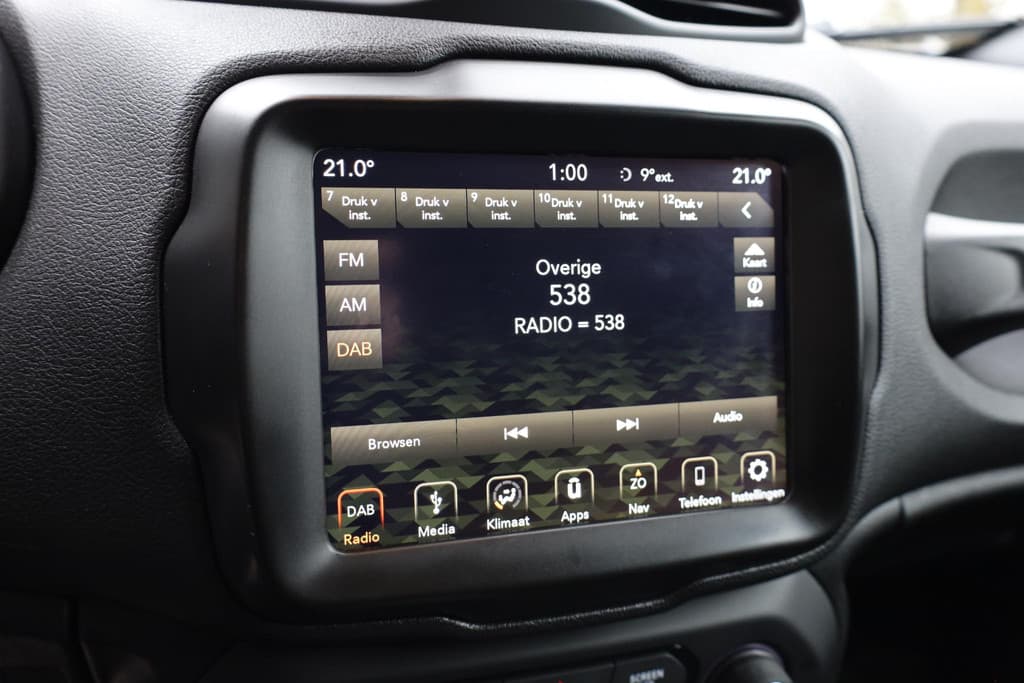 21.0° 1:00 9°ext. 21.0°
7 Druk v inst. 8 Druk v inst. 9 Druk v inst. 10 Druk v inst. 11 Druk v inst. 12 Druk v inst.
FM
AM
DAB
Overige
538
RADIO = 538
Kaart
Info
Browsen Audio
DAB ZO
Radio Media Klimaat Apps Nav Telefoon Instellingen
SCREEN